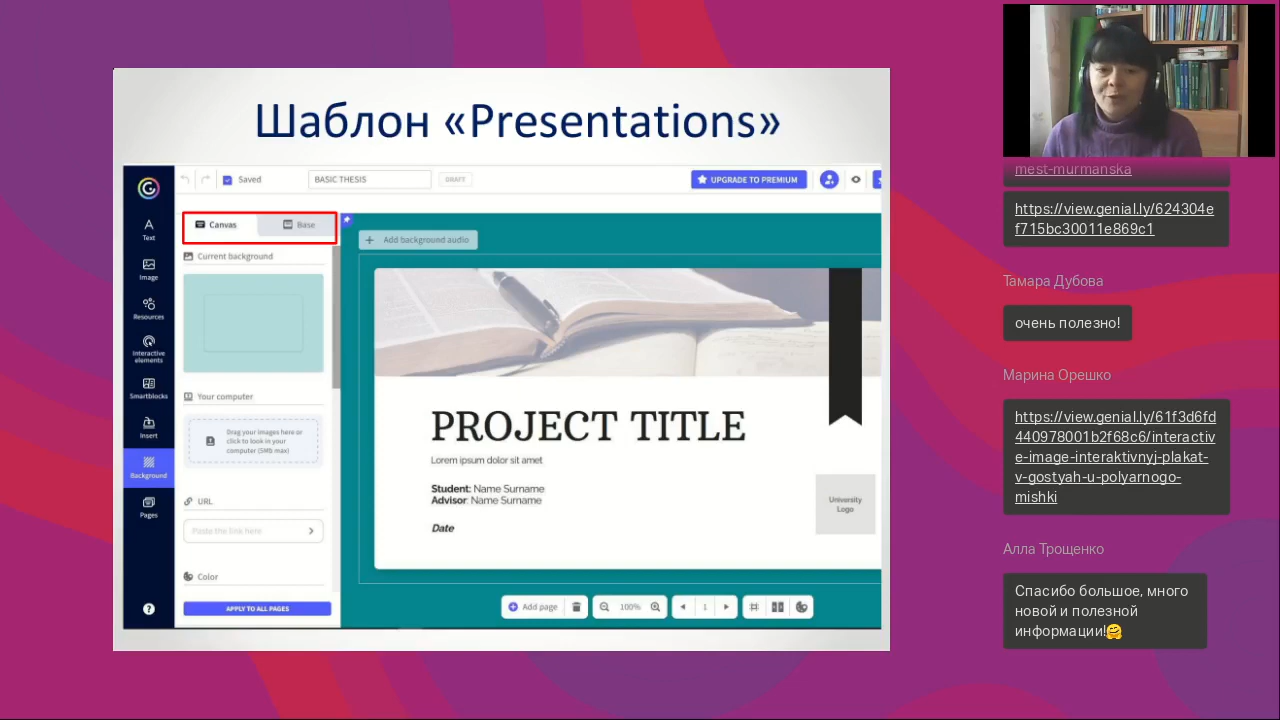 Шаблон «Presentations»
Saved
BASIC THESIS
DRAFT
UPGRADE TO PREMIUM
Text
Image
Resources
Interactive
elements
Smartblocks
Insert
Background
Pages
?
Canvas
Base
Current background
Your computer
Drag your images here or
click to look in your
computer (5MB max)
URL
Paste the link here
Color
APPLY TO ALL PAGES
+ Add background audio
PROJECT TITLE
Lorem ipsum dolor sit amet
Student: Name Surname
Advisor: Name Surname
Date
University
Logo
Add page
100%
1
mest-murmanska
https://view.genial.ly/624304e
f715bc30011e869c1
Тамара Дубова
очень полезно!
Марина Орешко
https://view.genial.ly/61f3d6fd
440978001b2f68c6/interactiv
e-image-interaktivnyj-plakat-
v-gostyah-u-polyarnogo-
mishki
Алла Трощенко
Спасибо большое, много
новой и полезной
информации!🤗